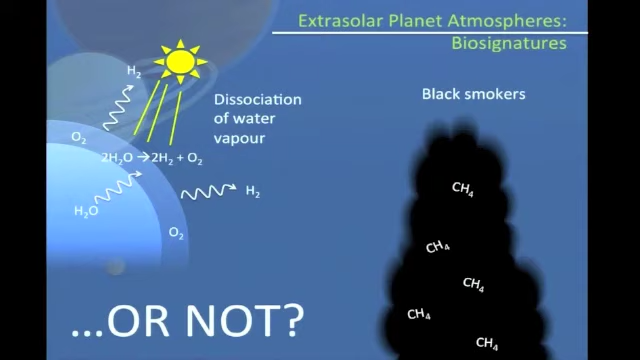 Extrasolar Planet Atmospheres:
Biosignatures
H₂
Dissociation
of water
vapour
O₂
2H₂O → 2H₂ + O₂
H₂O
H₂
O₂
Black smokers
CH₄
CH₄
CH₄
CH₄
CH₄
...OR NOT?